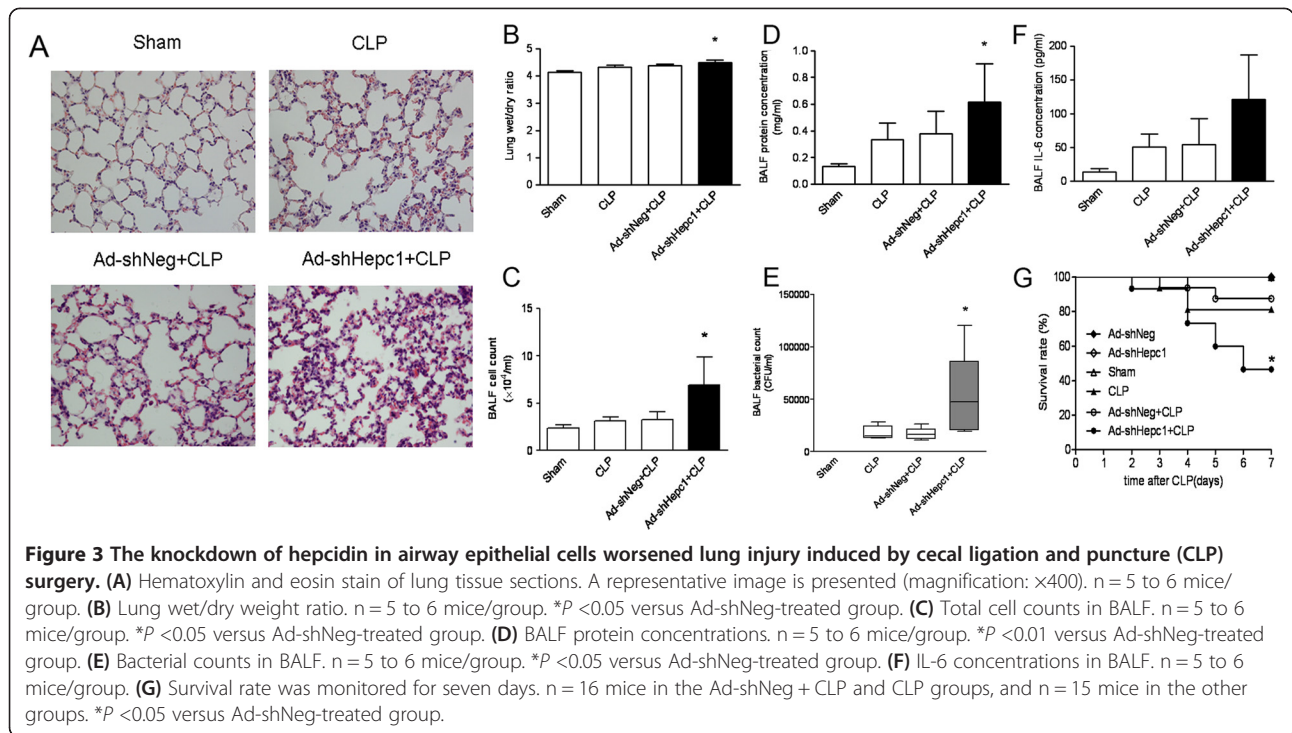 A
Sham
CLP
Ad-shNeg+CLP
Ad-shHepc1+CLP
B
Lung wet/dry ratio
5
4
3
2
1
0
*
Sham
CLP
Ad-shNeg+CLP
Ad-shHepc1+CLP
C
BALF cell count
(×10⁴/ml)
10
5
0
*
Sham
CLP
Ad-shNeg+CLP
Ad-shHepc1+CLP
D
BALF protein concentration
(mg/ml)
1.0
0.8
0.6
0.4
0.2
0.0
*
Sham
CLP
Ad-shNeg+CLP
Ad-shHepc1+CLP
E
BALF bacterial count
(CFU/ml)
150000
100000
50000
0
*
Sham
CLP
Ad-shNeg+CLP
Ad-shHepc1+CLP
F
BALF IL-6 concentration (pg/ml)
200
150
100
50
0
Sham
CLP
Ad-shNeg+CLP
Ad-shHepc1+CLP
G
Survival rate (%)
100
80
60
40
20
0
Ad-shNeg
Ad-shHepc1
Sham
CLP
Ad-shNeg+CLP
Ad-shHepc1+CLP
*
0 1 2 3 4 5 6 7
time after CLP(days)
Figure 3 The knockdown of hepcidin in airway epithelial cells worsened lung injury induced by cecal ligation and puncture (CLP)
surgery. (A) Hematoxylin and eosin stain of lung tissue sections. A representative image is presented (magnification: ×400). n = 5 to 6 mice/
group. (B) Lung wet/dry weight ratio. n = 5 to 6 mice/group. *P <0.05 versus Ad-shNeg-treated group. (C) Total cell counts in BALF. n = 5 to 6
mice/group. *P <0.05 versus Ad-shNeg-treated group. (D) BALF protein concentrations. n = 5 to 6 mice/group. *P <0.01 versus Ad-shNeg-treated
group. (E) Bacterial counts in BALF. n = 5 to 6 mice/group. *P <0.05 versus Ad-shNeg-treated group. (F) IL-6 concentrations in BALF. n = 5 to 6
mice/group. (G) Survival rate was monitored for seven days. n = 16 mice in the Ad-shNeg + CLP and CLP groups, and n = 15 mice in the other
groups. *P <0.05 versus Ad-shNeg-treated group.